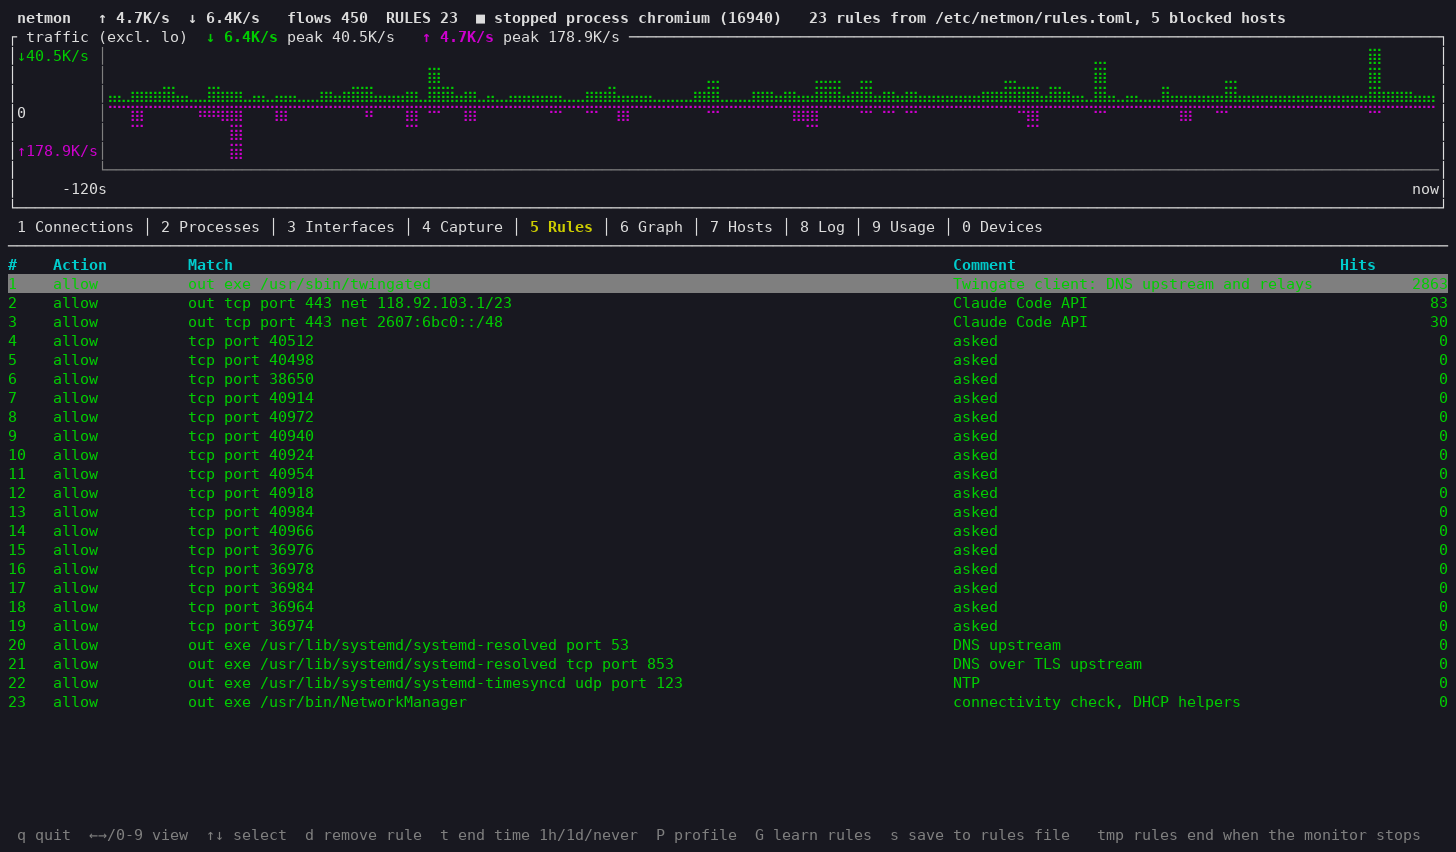 netmon ↑ 4.7K/s ↓ 6.4K/s flows 450 RULES 23 ■ stopped process chromium (16940) 23 rules from /etc/netmon/rules.toml, 5 blocked hosts
traffic (excl. lo) ↓ 6.4K/s peak 40.5K/s ↑ 4.7K/s peak 178.9K/s
↓40.5K/s
0
↑178.9K/s
-120s now
1 Connections │ 2 Processes │ 3 Interfaces │ 4 Capture │ 5 Rules │ 6 Graph │ 7 Hosts │ 8 Log │ 9 Usage │ 0 Devices
# Action Match Comment Hits
1 allow out exe /usr/sbin/twingated Twingate client: DNS upstream and relays 2863
2 allow out tcp port 443 net 118.92.103.1/23 Claude Code API 83
3 allow out tcp port 443 net 2607:6bc0::/48 Claude Code API 30
4 allow tcp port 40512 asked 0
5 allow tcp port 40498 asked 0
6 allow tcp port 38650 asked 0
7 allow tcp port 40914 asked 0
8 allow tcp port 40972 asked 0
9 allow tcp port 40940 asked 0
10 allow tcp port 40924 asked 0
11 allow tcp port 40954 asked 0
12 allow tcp port 40918 asked 0
13 allow tcp port 40984 asked 0
14 allow tcp port 40966 asked 0
15 allow tcp port 36976 asked 0
16 allow tcp port 36978 asked 0
17 allow tcp port 36984 asked 0
18 allow tcp port 36964 asked 0
19 allow tcp port 36974 asked 0
20 allow out exe /usr/lib/systemd/systemd-resolved port 53 DNS upstream 0
21 allow out exe /usr/lib/systemd/systemd-resolved tcp port 853 DNS over TLS upstream 0
22 allow out exe /usr/lib/systemd/systemd-timesyncd udp port 123 NTP 0
23 allow out exe /usr/bin/NetworkManager connectivity check, DHCP helpers 0
q quit ←→/0-9 view ↑↓ select d remove rule t end time 1h/1d/never P profile G learn rules s save to rules file tmp rules end when the monitor stops